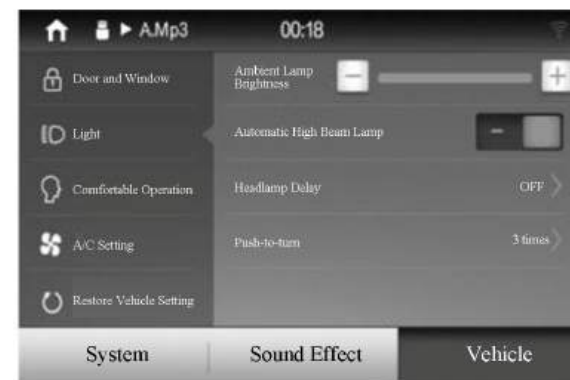 A.Mp3 00:18
Door and Window
Light
Comfortable Operation
A/C Setting
Restore Vehicle Setting
Ambient Lamp
Brightness
Automatic High Beam Lamp
Headlamp Delay OFF
Push-to-turn 3 times
System Sound Effect Vehicle